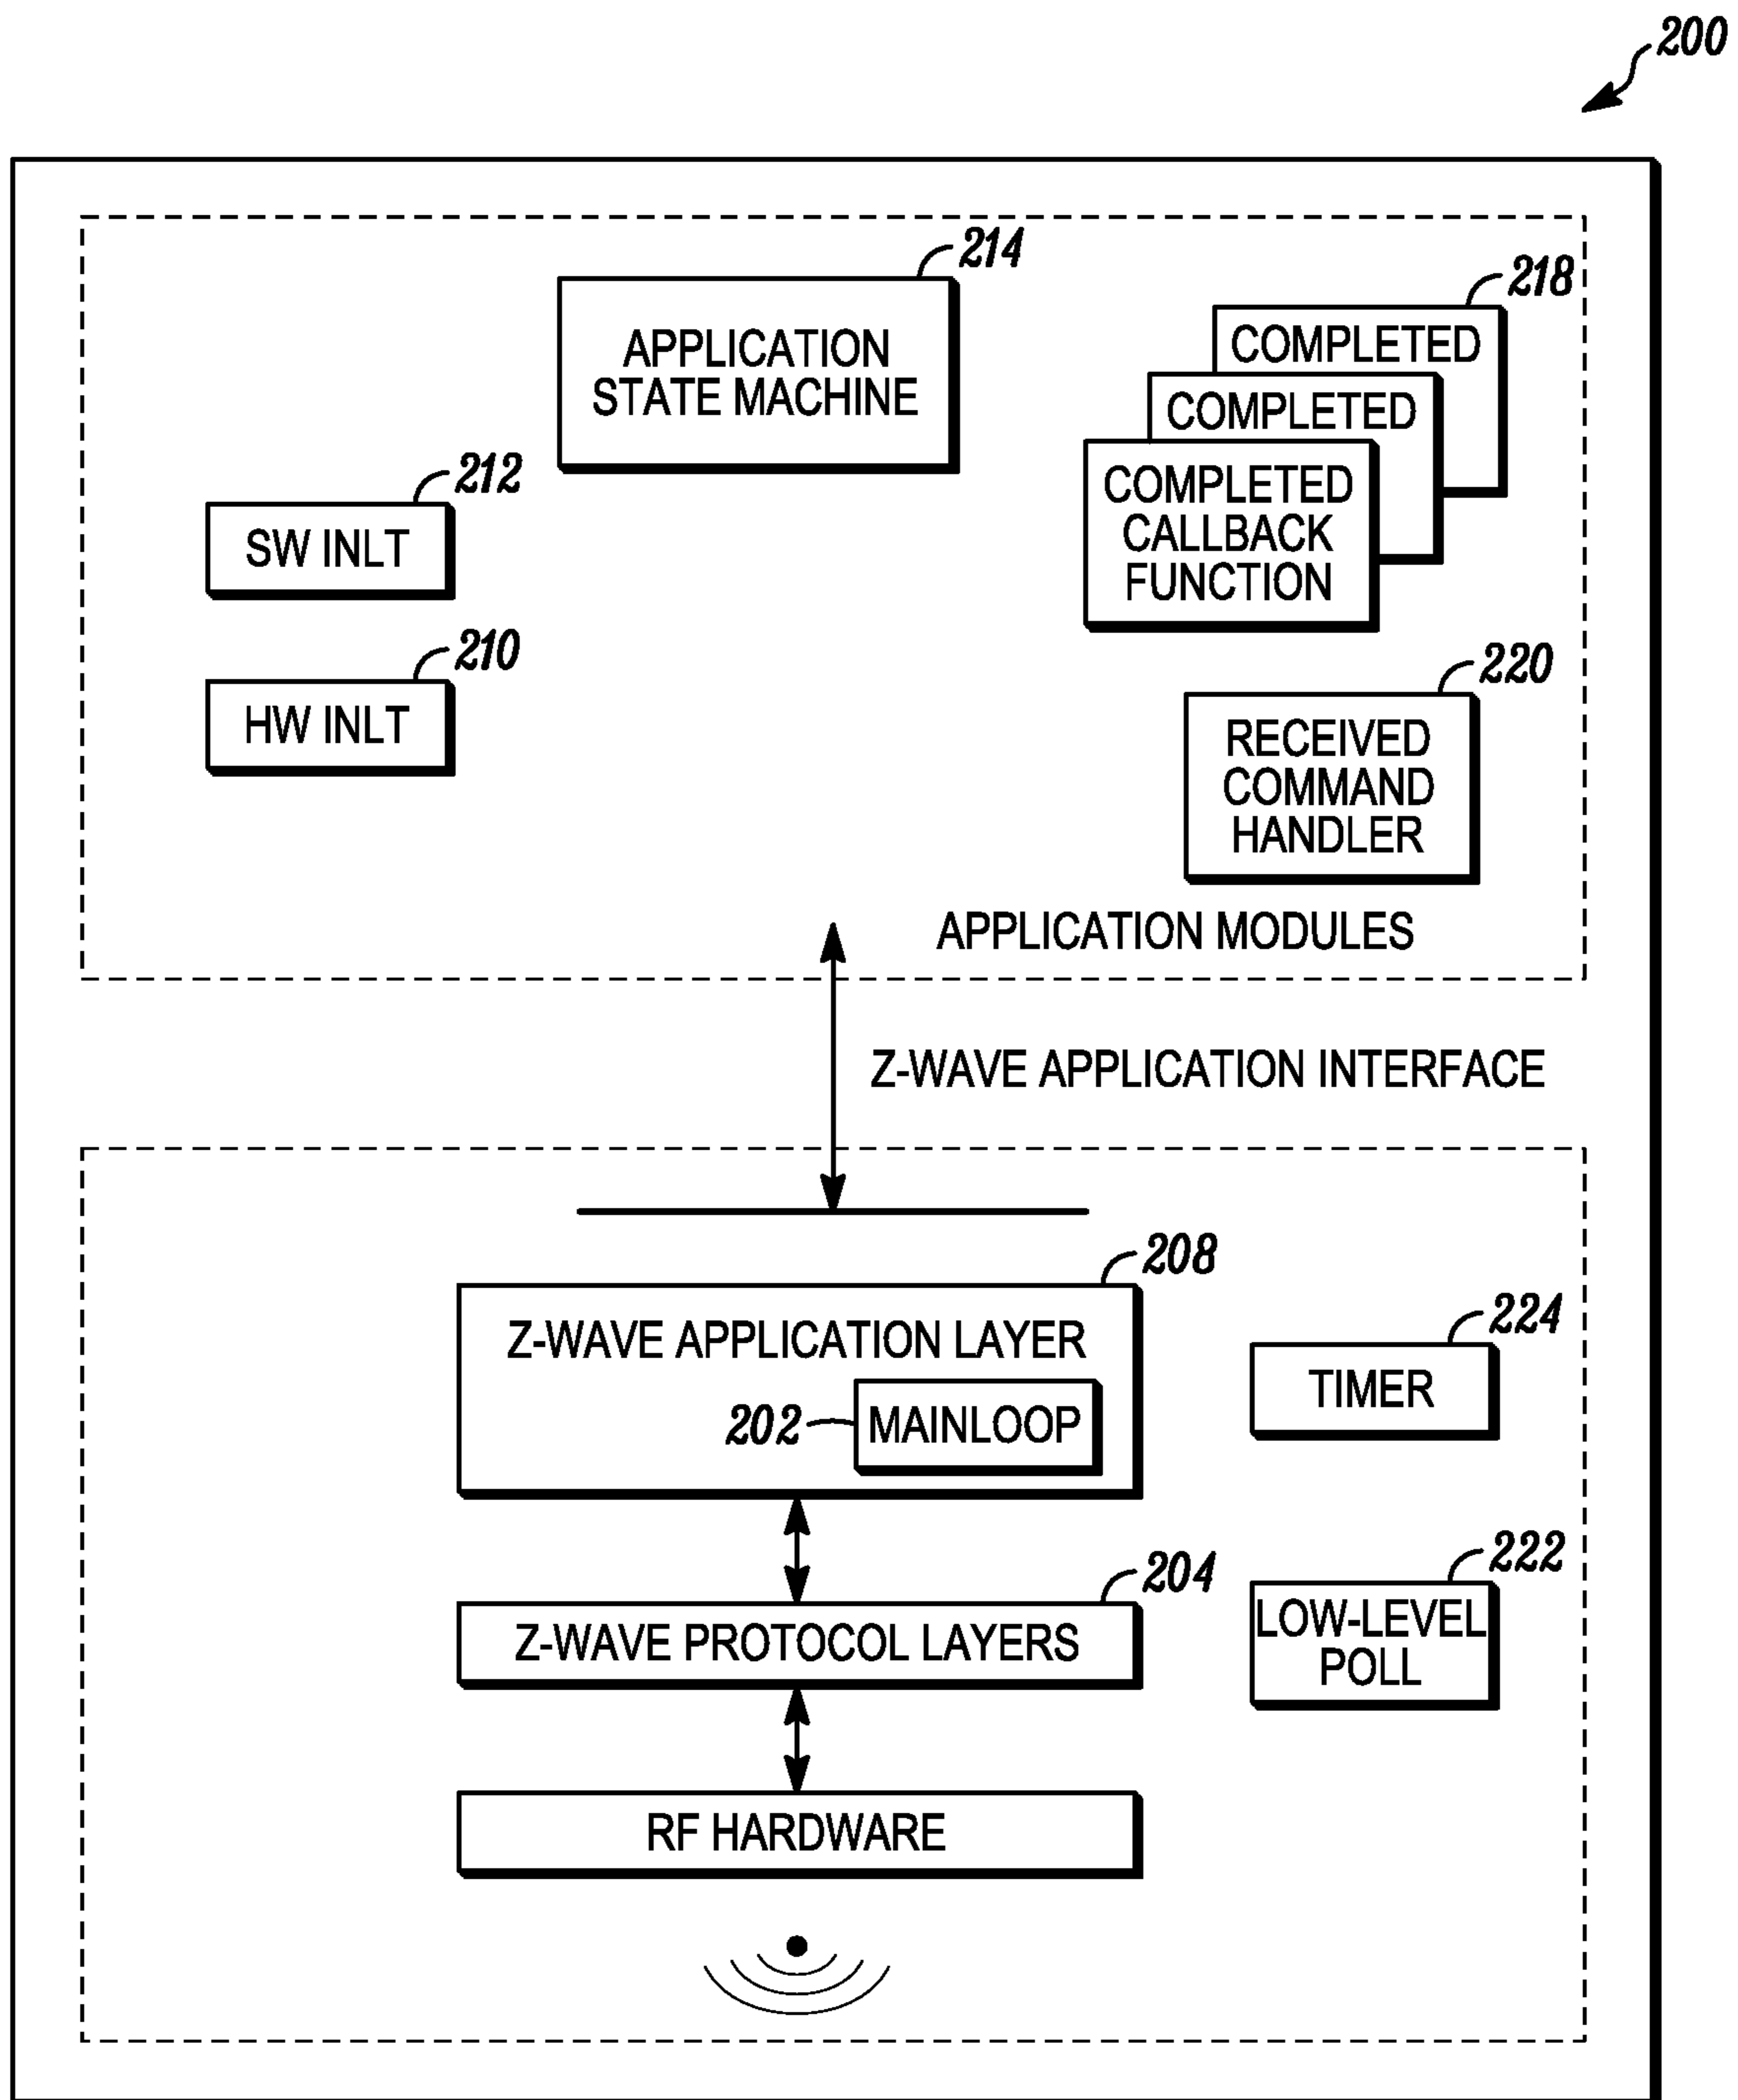 200
214
APPLICATION
STATE MACHINE
218
COMPLETED
COMPLETED
COMPLETED
CALLBACK
FUNCTION
212
SW INLT
210
HW INLT
220
RECEIVED
COMMAND
HANDLER
APPLICATION MODULES
Z-WAVE APPLICATION INTERFACE
208
Z-WAVE APPLICATION LAYER
202
MAINLOOP
224
TIMER
204
Z-WAVE PROTOCOL LAYERS
222
LOW-LEVEL
POLL
RF HARDWARE